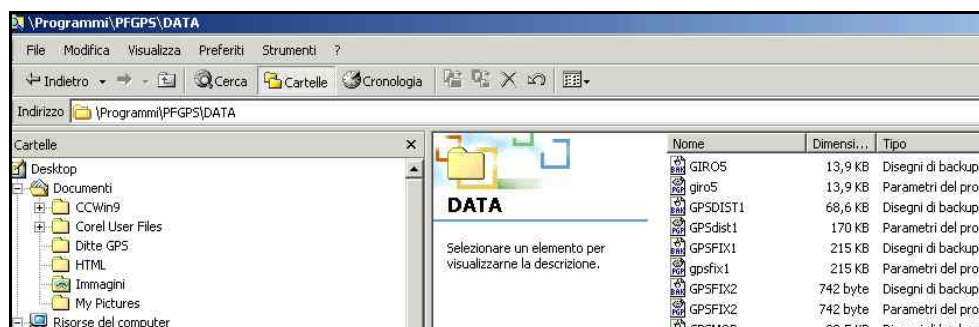 \Programmi\PFGPS\DATA
File Modifica Visualizza Preferiti Strumenti ?
Indietro Cerca Cartelle Cronologia
Indirizzo \Programmi\PFGPS\DATA
Cartelle
Desktop
Documenti
CCWin9
Corel User Files
Ditte GPS
HTML
Immagini
My Pictures
Risorse del computer
DATA
Selezionare un elemento per
visualizzarne la descrizione.
Nome Dimensi... Tipo
GIRO5 13,9 KB Disegni di backup
giro5 13,9 KB Parametri del pro
GPSDIST1 68,6 KB Disegni di backup
GPSdist1 170 KB Parametri del pro
GPSFIX1 215 KB Disegni di backup
gpsfix1 215 KB Parametri del pro
GPSFIX2 742 byte Disegni di backup
GPSFIX2 742 byte Parametri del pro